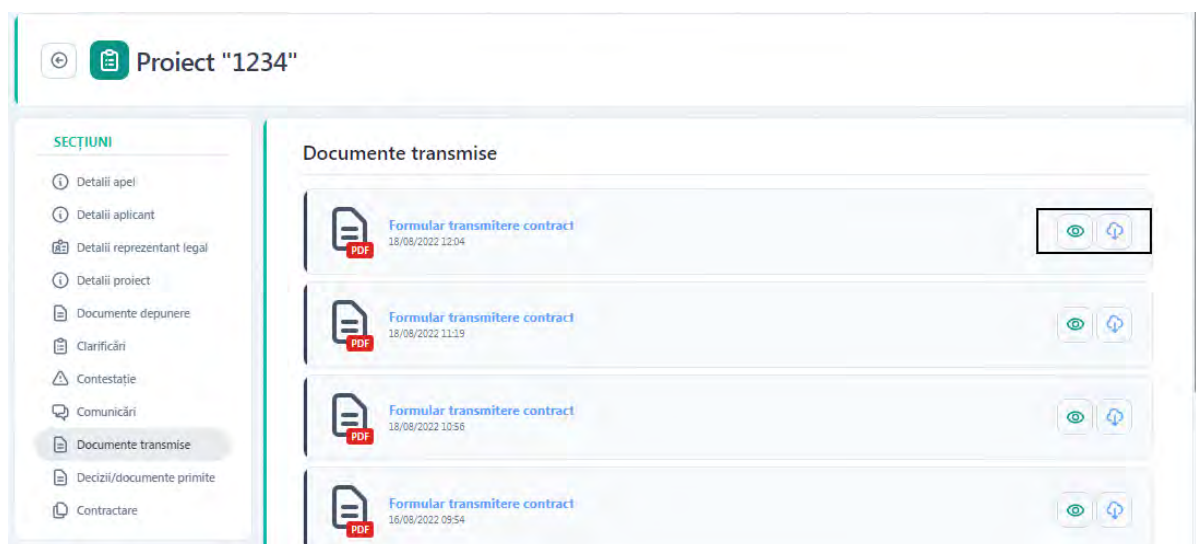 Proiect "1234"
SECȚIUNI
Detalii apel
Detalii aplicant
Detalii reprezentant legal
Detalii proiect
Documente depunere
Clarificări
Contestație
Comunicări
Documente transmise
Decizii/documente primite
Contractare
Documente transmise
Formular transmitere contract
18/08/2022 12:04
PDF
Formular transmitere contract
18/08/2022 11:19
PDF
Formular transmitere contract
18/08/2022 10:56
PDF
Formular transmitere contract
16/08/2022 09:54
PDF